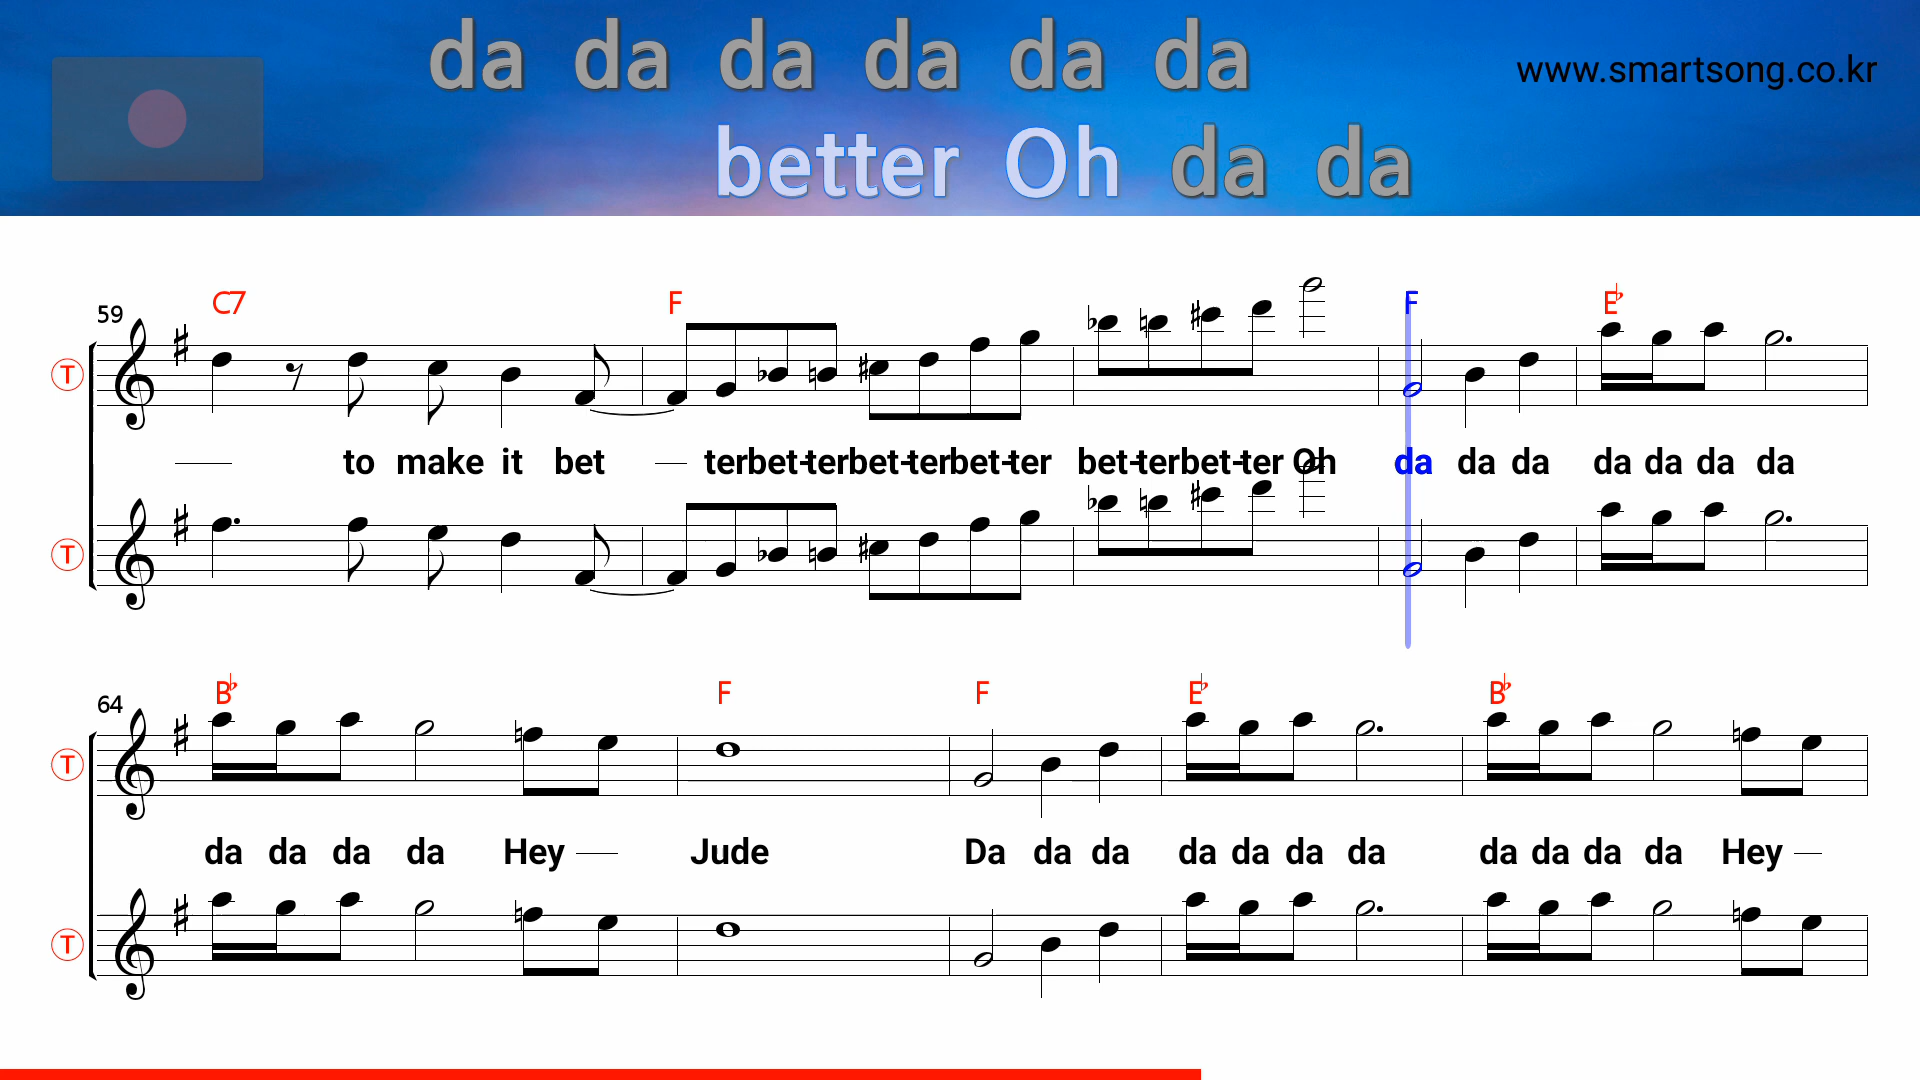 da da da da da da
www.smartsong.co.kr
better Oh da da
59 C7 F F E♭
T
to make it bet terbet-terbet-terbet-ter bet-terbet-ter Oh da da da da da da da
T
64 B♭ F F E♭ B♭
T
da da da da Hey Jude Da da da da da da da da da da da Hey
T